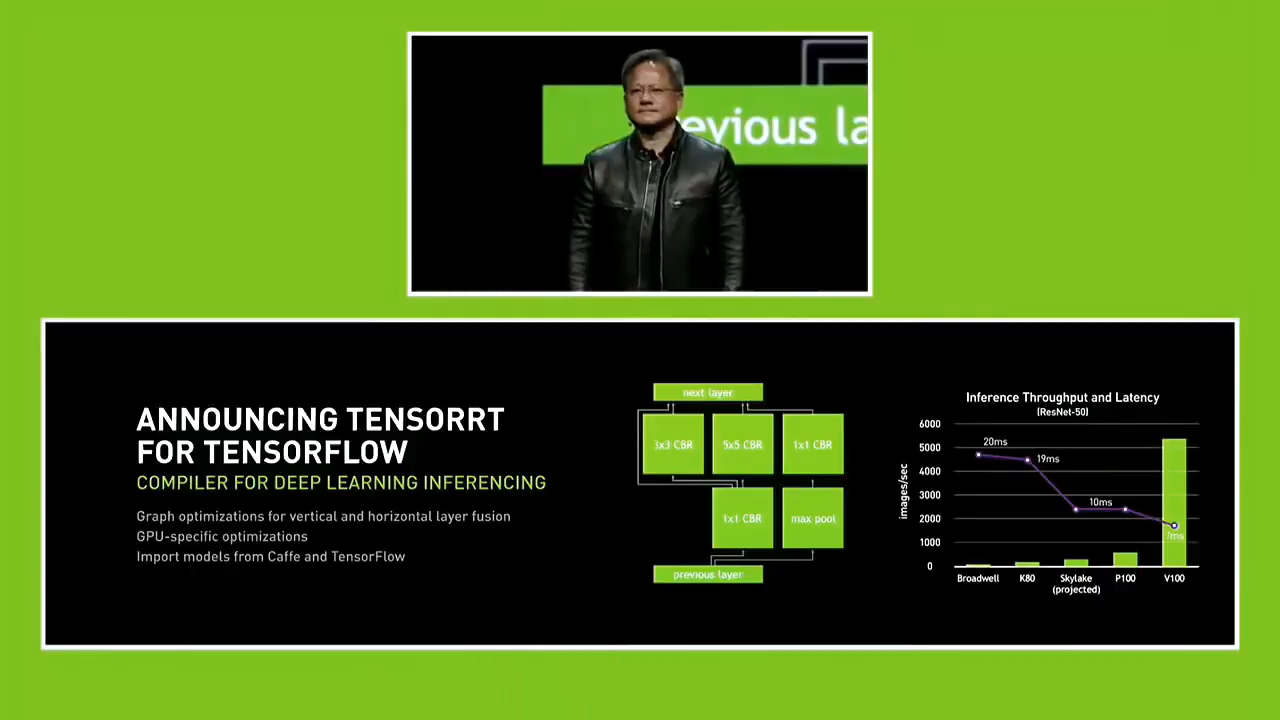 evious la
ANNOUNCING TENSORRT
FOR TENSORFLOW
COMPILER FOR DEEP LEARNING INFERENCING
Graph optimizations for vertical and horizontal layer fusion
GPU-specific optimizations
Import models from Caffe and TensorFlow
next layer
3x3 CBR
5x5 CBR
1x1 CBR
1x1 CBR
max pool
previous layer
Inference Throughput and Latency
(ResNet-50)
images/sec
6000
5000
4000
3000
2000
1000
0
20ms
19ms
10ms
7ms
Broadwell
K80
Skylake
(projected)
P100
V100